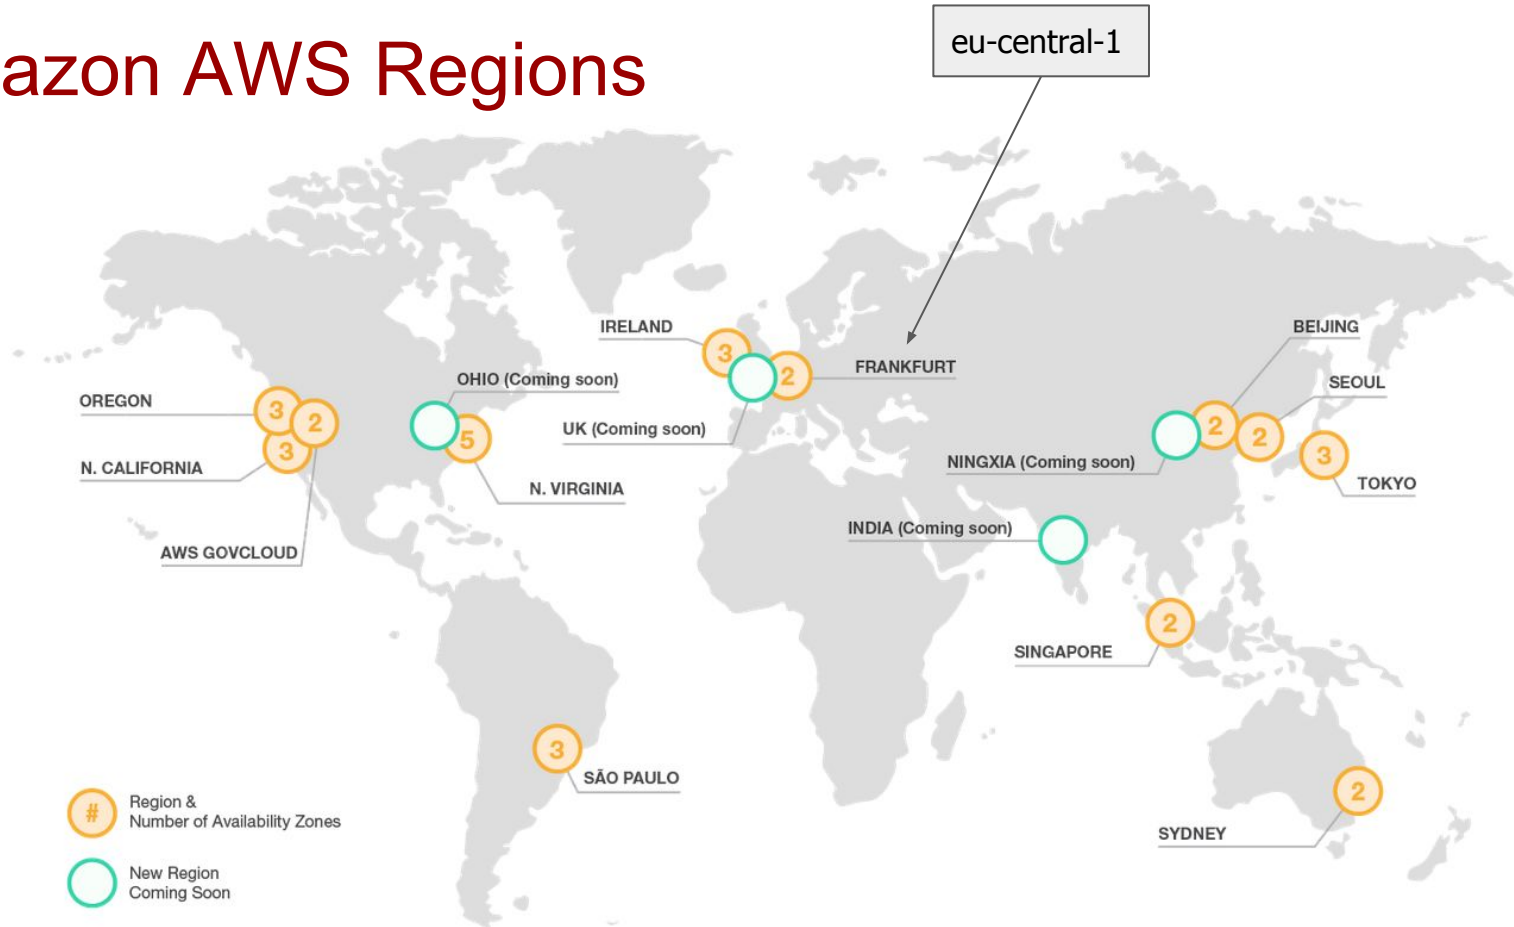 azon AWS Regions
eu-central-1
IRELAND
3
2
FRANKFURT
BEIJING
OHIO (Coming soon)
SEOUL
OREGON
3
2
5
UK (Coming soon)
2
2
3
N. CALIFORNIA
3
N. VIRGINIA
NINGXIA (Coming soon)
TOKYO
AWS GOVCLOUD
INDIA (Coming soon)
2
SINGAPORE
3
SÃO PAULO
2
SYDNEY
#
Region &
Number of Availability Zones
New Region
Coming Soon